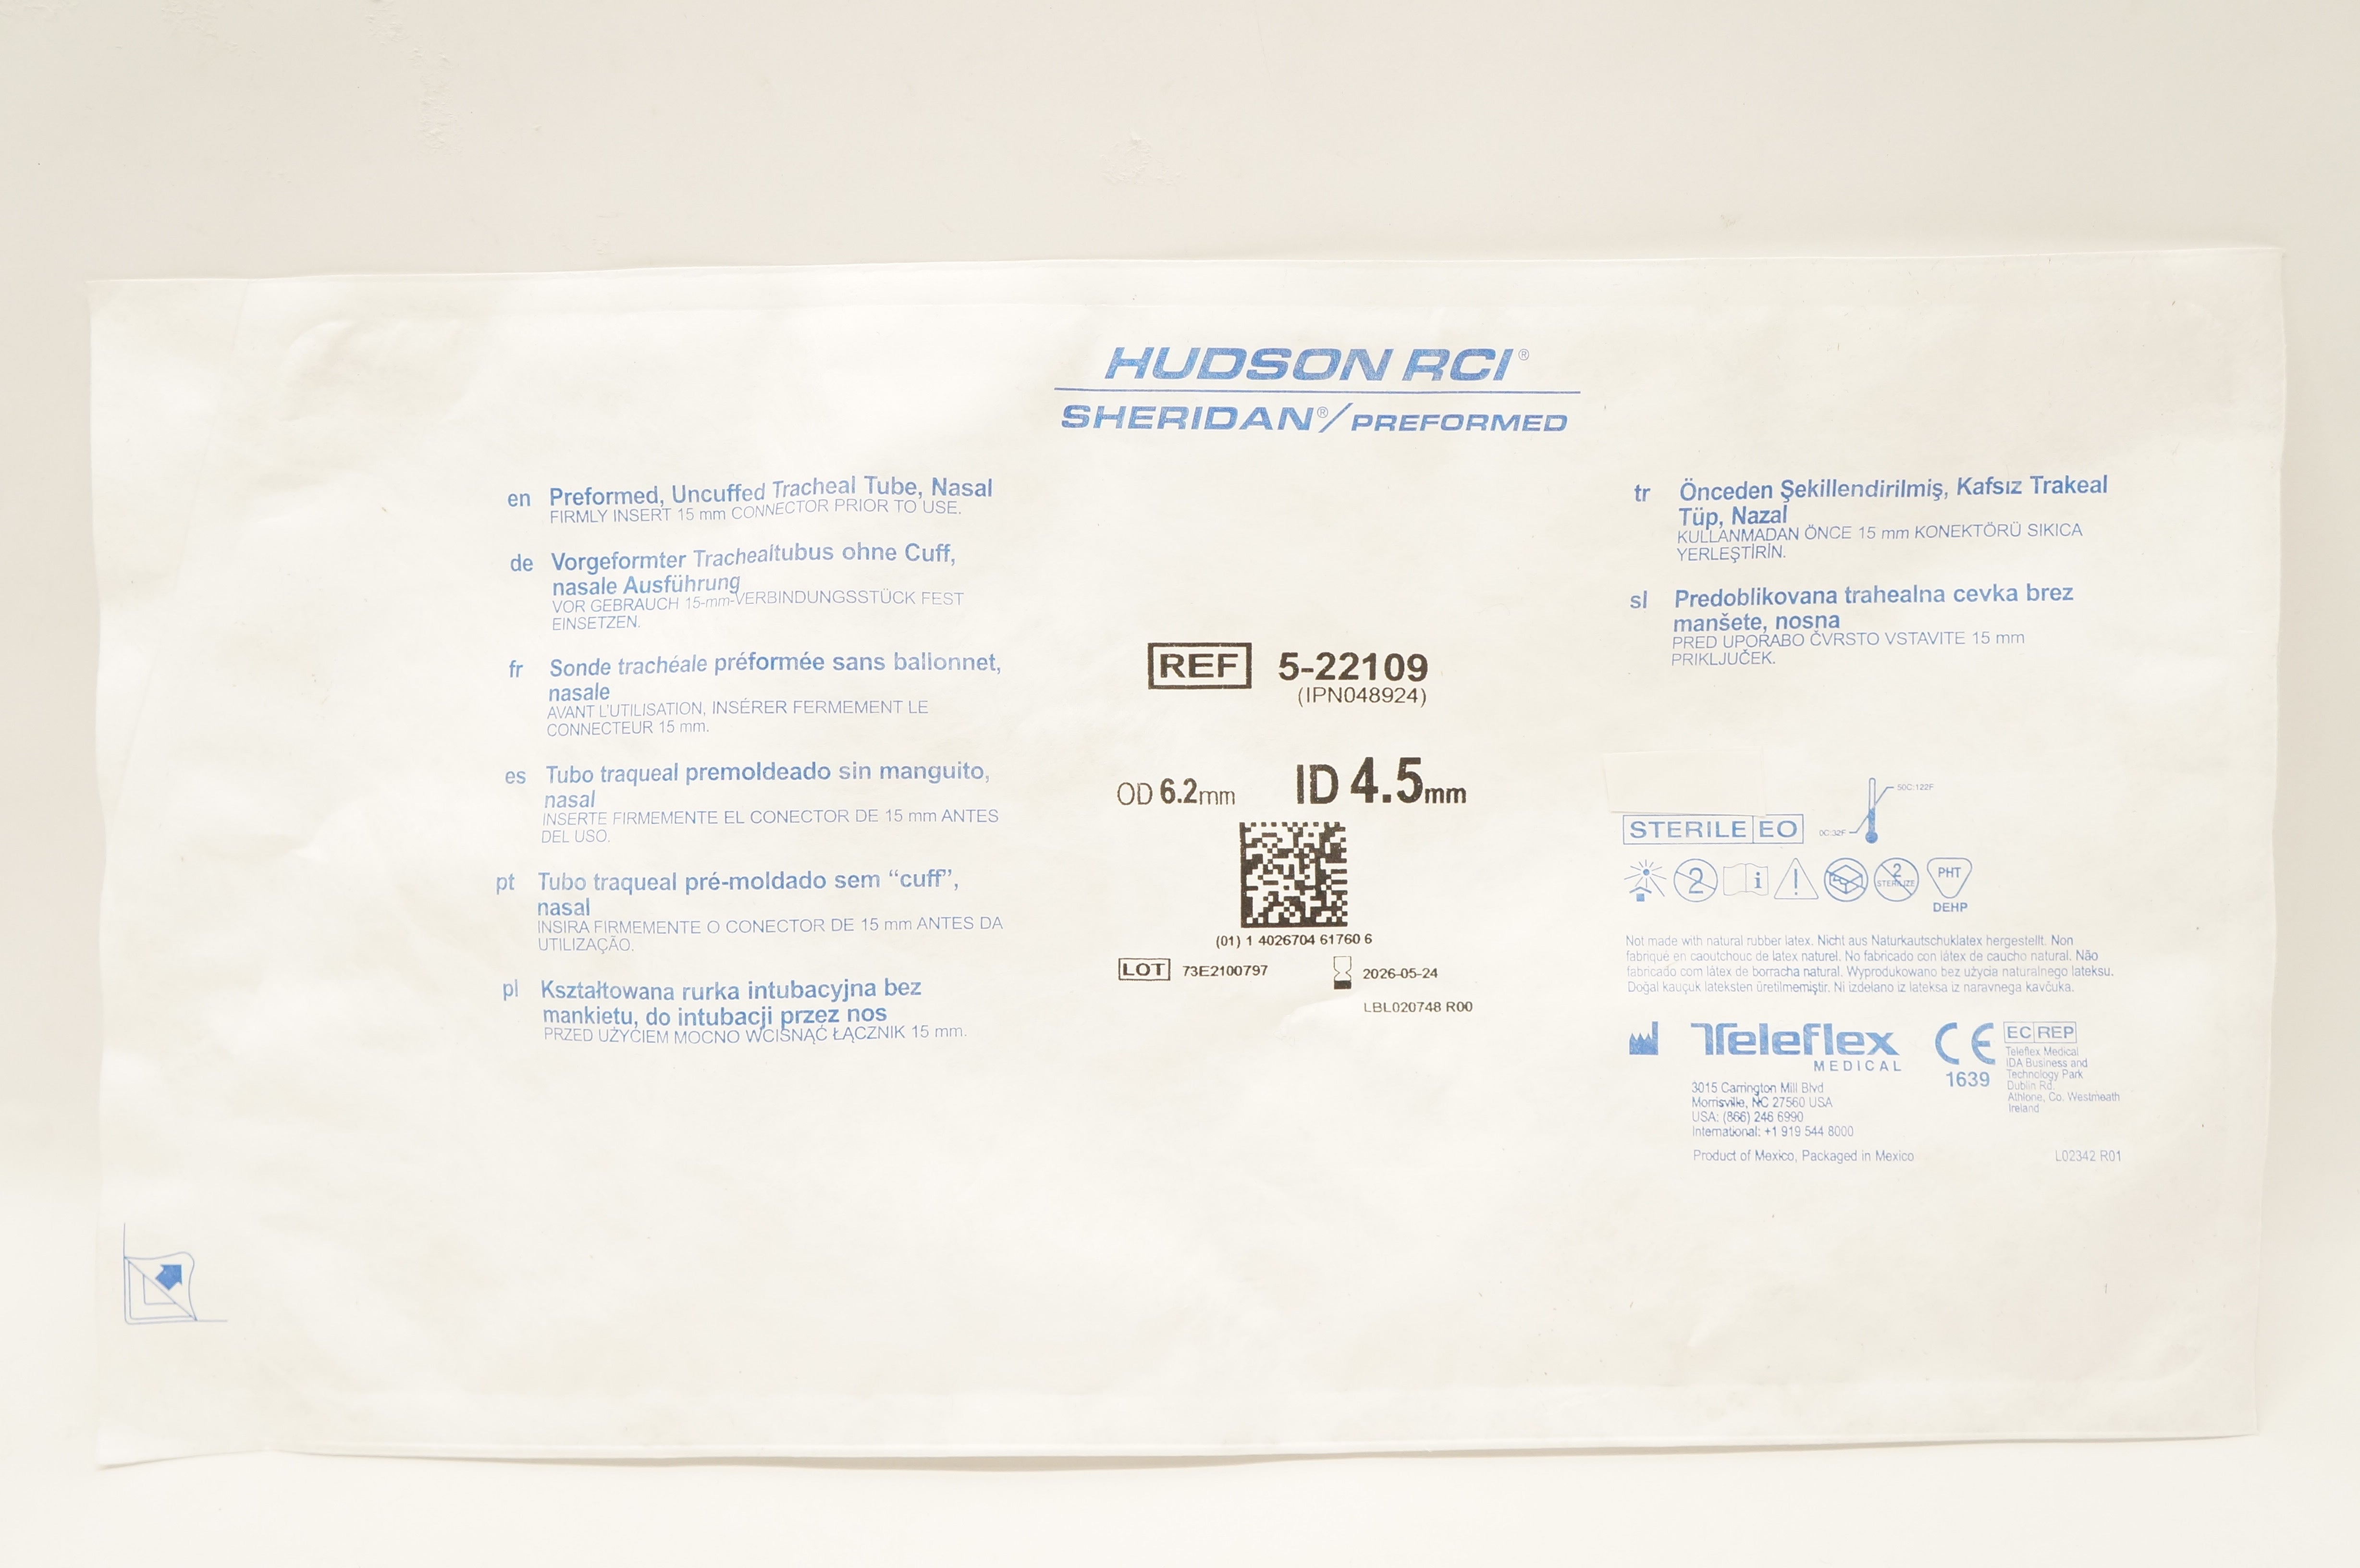 HUDSON RCI®
SHERIDAN®/PREFORMED
en Preformed, Uncuffed Tracheal Tube, Nasal
FIRMLY INSERT 15 mm CONNECTOR PRIOR TO USE.
de Vorgeformter Trachealtubus ohne Cuff,
nasale Ausführung
VOR GEBRAUCH 15-mm-VERBINDUNGSSTÜCK FEST
EINSETZEN.
fr Sonde trachéale préformée sans ballonnet,
nasale
AVANT L'UTILISATION, INSÉRER FERMEMENT LE
CONNECTEUR 15 mm.
es Tubo traqueal premoldeado sin manguito,
nasal
INSERTE FIRMEMENTE EL CONECTOR DE 15 mm ANTES
DEL USO.
pt Tubo traqueal pré-moldado sem “cuff”,
nasal
INSIRA FIRMEMENTE O CONECTOR DE 15 mm ANTES DA
UTILIZAÇÃO.
pl Kształtowana rurka intubacyjna bez
mankietu, do intubacji przez nos
PRZED UŻYCIEM MOCNO WCISNĄĆ ŁĄCZNIK 15 mm.
REF 5-22109
(IPN048924)
OD 6.2mm ID 4.5mm
(01) 1 4026704 61760 6
LOT 73E2100797 2026-05-24
LBL020748 R00
tr Önceden Şekillendirilmiş, Kafsız Trakeal
Tüp, Nazal
KULLANMADAN ÖNCE 15 mm KONEKTÖRÜ SIKICA
YERLEŞTİRİN.
sl Predoblikovana trahealna cevka brez
manšete, nosna
PRED UPORABO ČVRSTO VSTAVITE 15 mm
PRIKLJUČEK.
50C:122F
STERILE EO 0C:32F
2 i ! 2 STERILIZE PHT
DEHP
Not made with natural rubber latex. Nicht aus Naturkautschuklatex hergestellt. Non
fabriqué en caoutchouc de latex naturel. No fabricado con látex de caucho natural. Não
fabricado com látex de borracha natural. Wyprodukowano bez użycia naturalnego lateksu.
Doğal kauçuk lateksten üretilmemiştir. Ni izdelano iz lateksa iz naravnega kavčuka.
Teleflex
MEDICAL
3015 Carrington Mill Blvd
Morrisville, NC 27560 USA
USA: (866) 246 6990
International: +1 919 544 8000
Product of Mexico, Packaged in Mexico
CE
1639
EC REP
Teleflex Medical
IDA Business and
Technology Park
Dublin Rd.
Athlone, Co. Westmeath
Ireland
L02342 R01